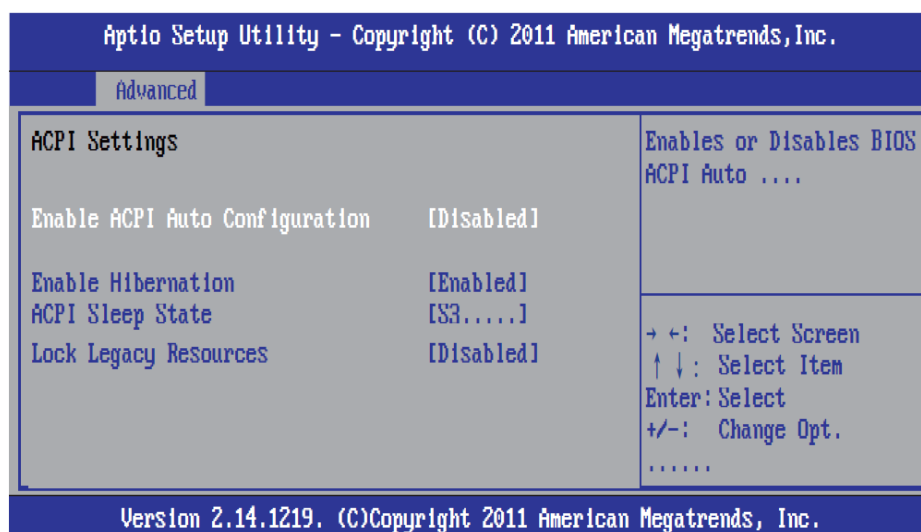 Aptio Setup Utility - Copyright (C) 2011 American Megatrends,Inc.
Advanced
ACPI Settings
Enable ACPI Auto Configuration [Disabled]
Enable Hibernation [Enabled]
ACPI Sleep State [S3.....]
Lock Legacy Resources [Disabled]
Enables or Disables BIOS
ACPI Auto ....
→ ←: Select Screen
↑ ↓: Select Item
Enter: Select
+/-: Change Opt.
......
Version 2.14.1219. (C)Copyright 2011 American Megatrends, Inc.